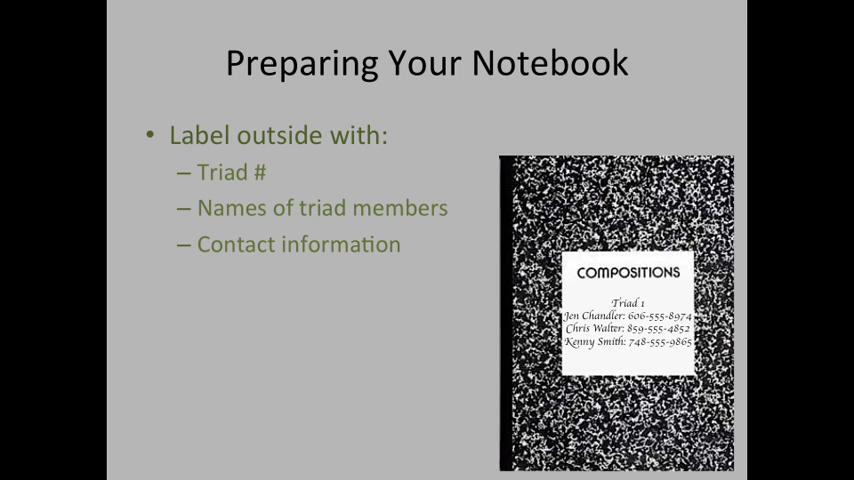 Preparing Your Notebook
• Label outside with:
– Triad #
– Names of triad members
– Contact information
COMPOSITIONS
Triad 1
Jen Chandler: 606-555-8974
Chris Walter: 859-555-4852
Kenny Smith: 748-555-9865